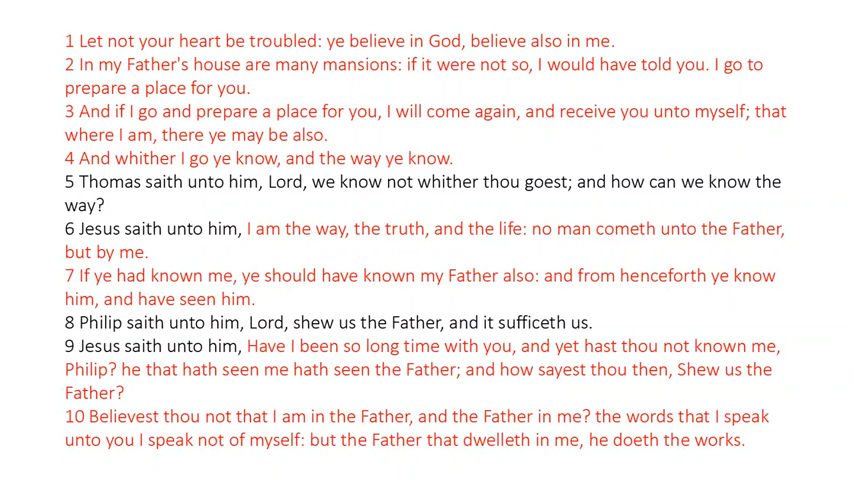 1 Let not your heart be troubled: ye believe in God, believe also in me.
2 In my Father's house are many mansions: if it were not so, I would have told you. I go to
prepare a place for you.
3 And if I go and prepare a place for you, I will come again, and receive you unto myself; that
where I am, there ye may be also.
4 And whither I go ye know, and the way ye know.
5 Thomas saith unto him, Lord, we know not whither thou goest; and how can we know the
way?
6 Jesus saith unto him, I am the way, the truth, and the life: no man cometh unto the Father,
but by me.
7 If ye had known me, ye should have known my Father also: and from henceforth ye know
him, and have seen him.
8 Philip saith unto him, Lord, shew us the Father, and it sufficeth us.
9 Jesus saith unto him, Have I been so long time with you, and yet hast thou not known me,
Philip? he that hath seen me hath seen the Father; and how sayest thou then, Shew us the
Father?
10 Believest thou not that I am in the Father, and the Father in me? the words that I speak
unto you I speak not of myself: but the Father that dwelleth in me, he doeth the works.